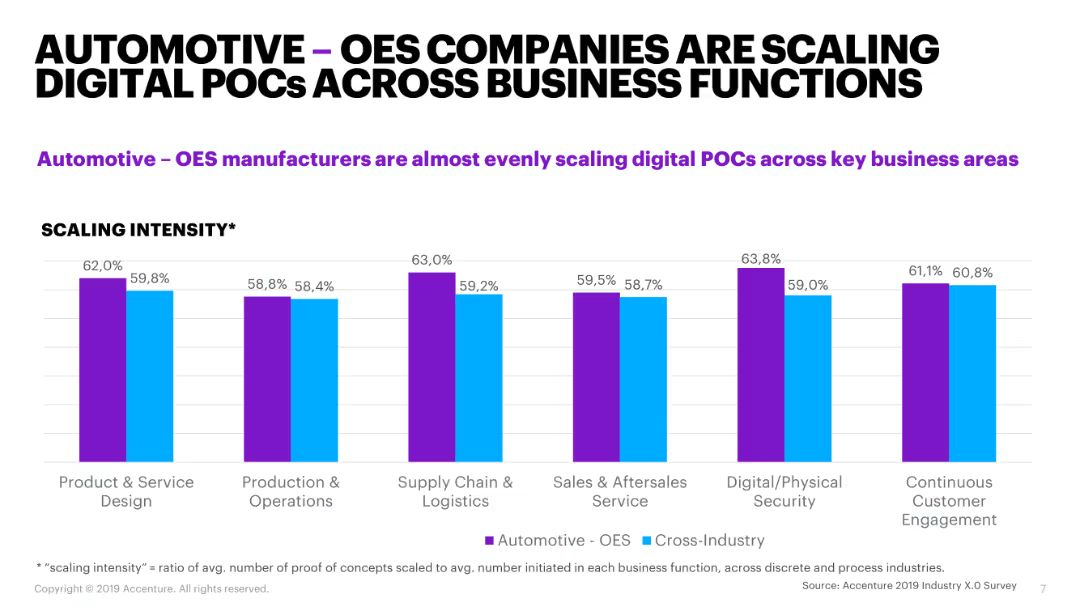 AUTOMOTIVE – OES COMPANIES ARE SCALING
DIGITAL POCs ACROSS BUSINESS FUNCTIONS
Automotive – OES manufacturers are almost evenly scaling digital POCs across key business areas
SCALING INTENSITY*
62,0% 59,8% 58,8% 58,4% 63,0% 59,2% 59,5% 58,7% 63,8% 59,0% 61,1% 60,8%
Product & Service
Design
Production &
Operations
Supply Chain &
Logistics
Sales & Aftersales
Service
Digital/Physical
Security
Continuous
Customer
Engagement
Automotive - OES Cross-Industry
* "scaling intensity" = ratio of avg. number of proof of concepts scaled to avg. number initiated in each business function, across discrete and process industries.
Copyright © 2019 Accenture. All rights reserved.
Source: Accenture 2019 Industry X.0 Survey
7